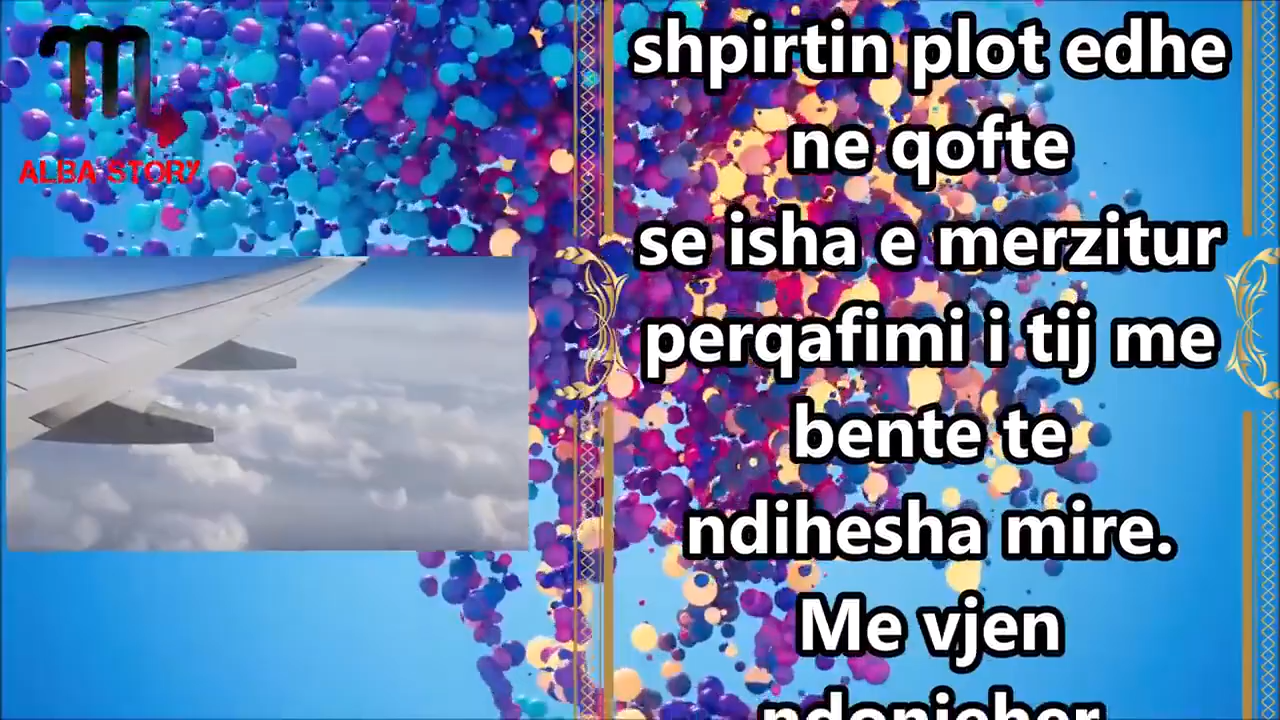 ALBA STORY
shpirtin plot edhe
ne qofte
se isha e merzitur
perqafimi i tij me
bente te
ndihesha mire.
Me vjen
ndonjeher